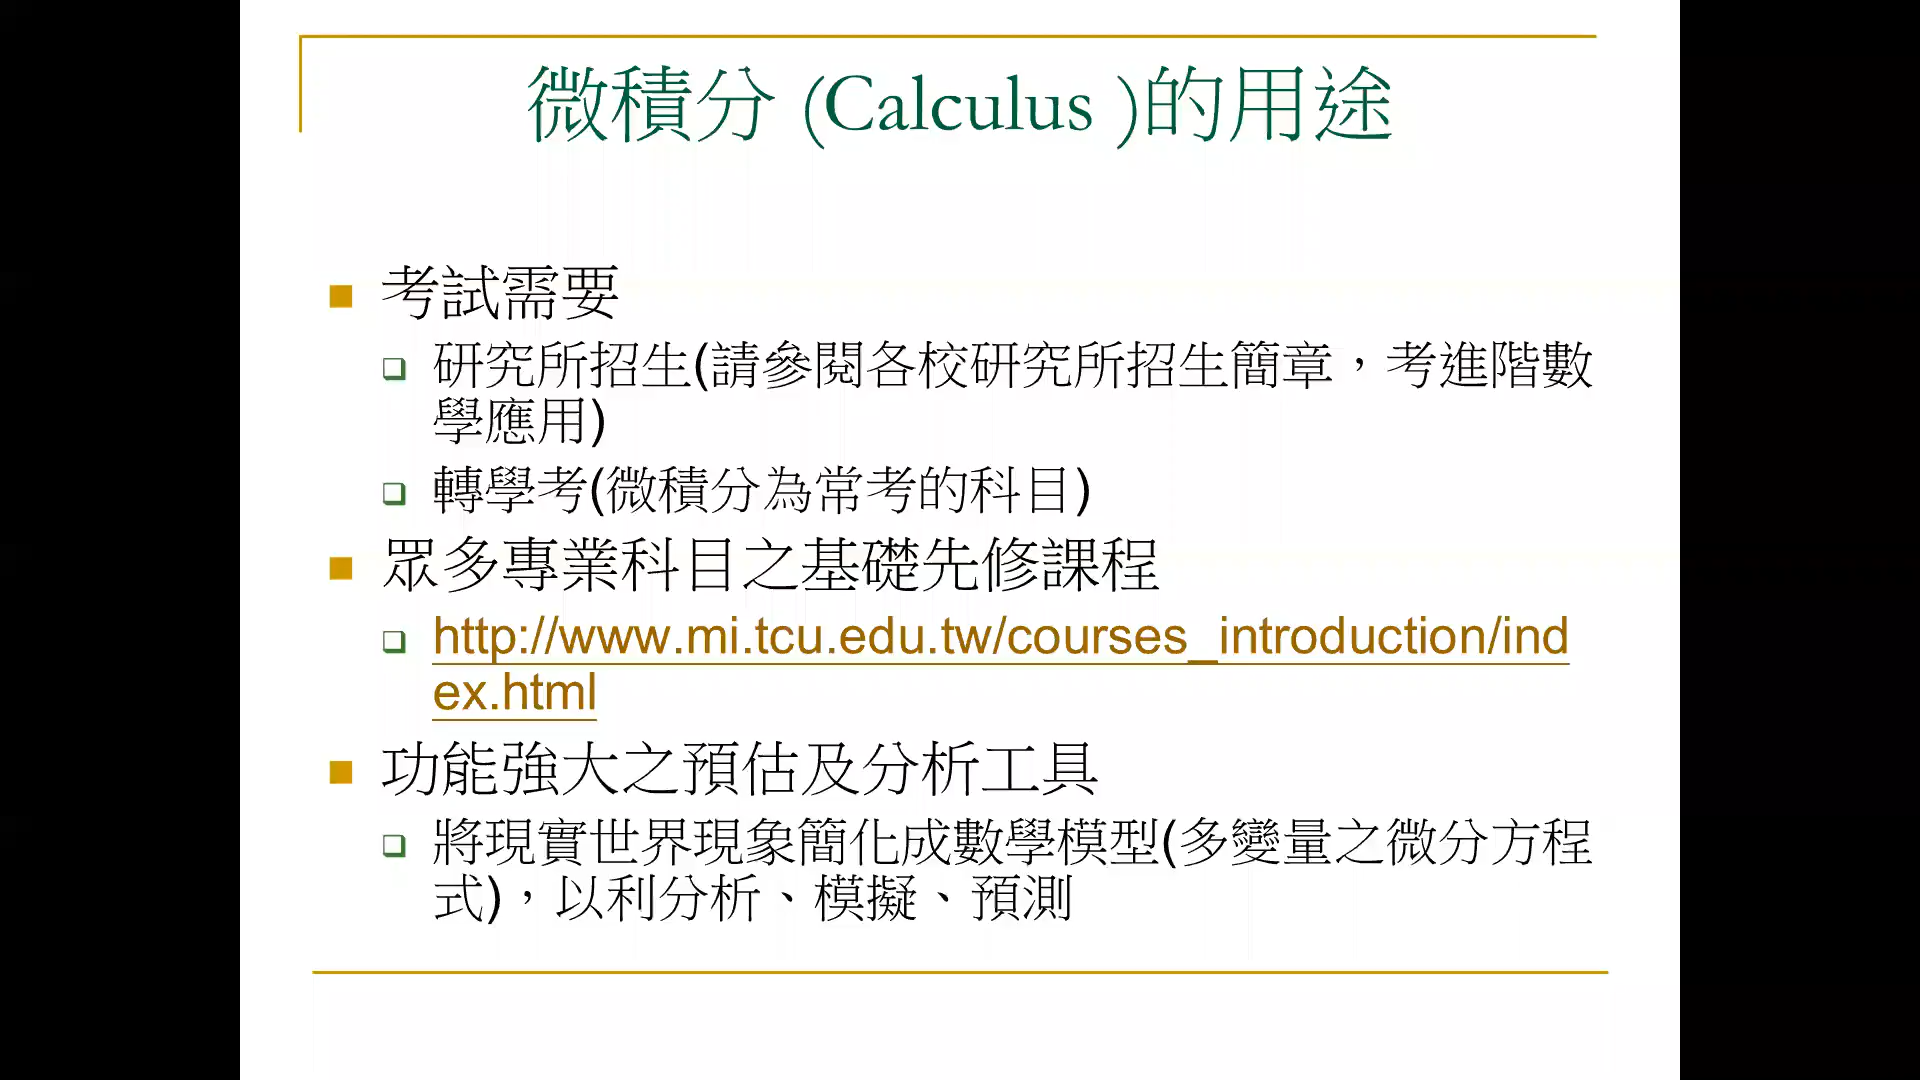 微積分 (Calculus )的用途
考試需要
研究所招生(請參閱各校研究所招生簡章，考進階數
學應用)
轉學考(微積分為常考的科目)
眾多專業科目之基礎先修課程
http://www.mi.tcu.edu.tw/courses_introduction/ind
ex.html
功能強大之預估及分析工具
將現實世界現象簡化成數學模型(多變量之微分方程
式)，以利分析、模擬、預測